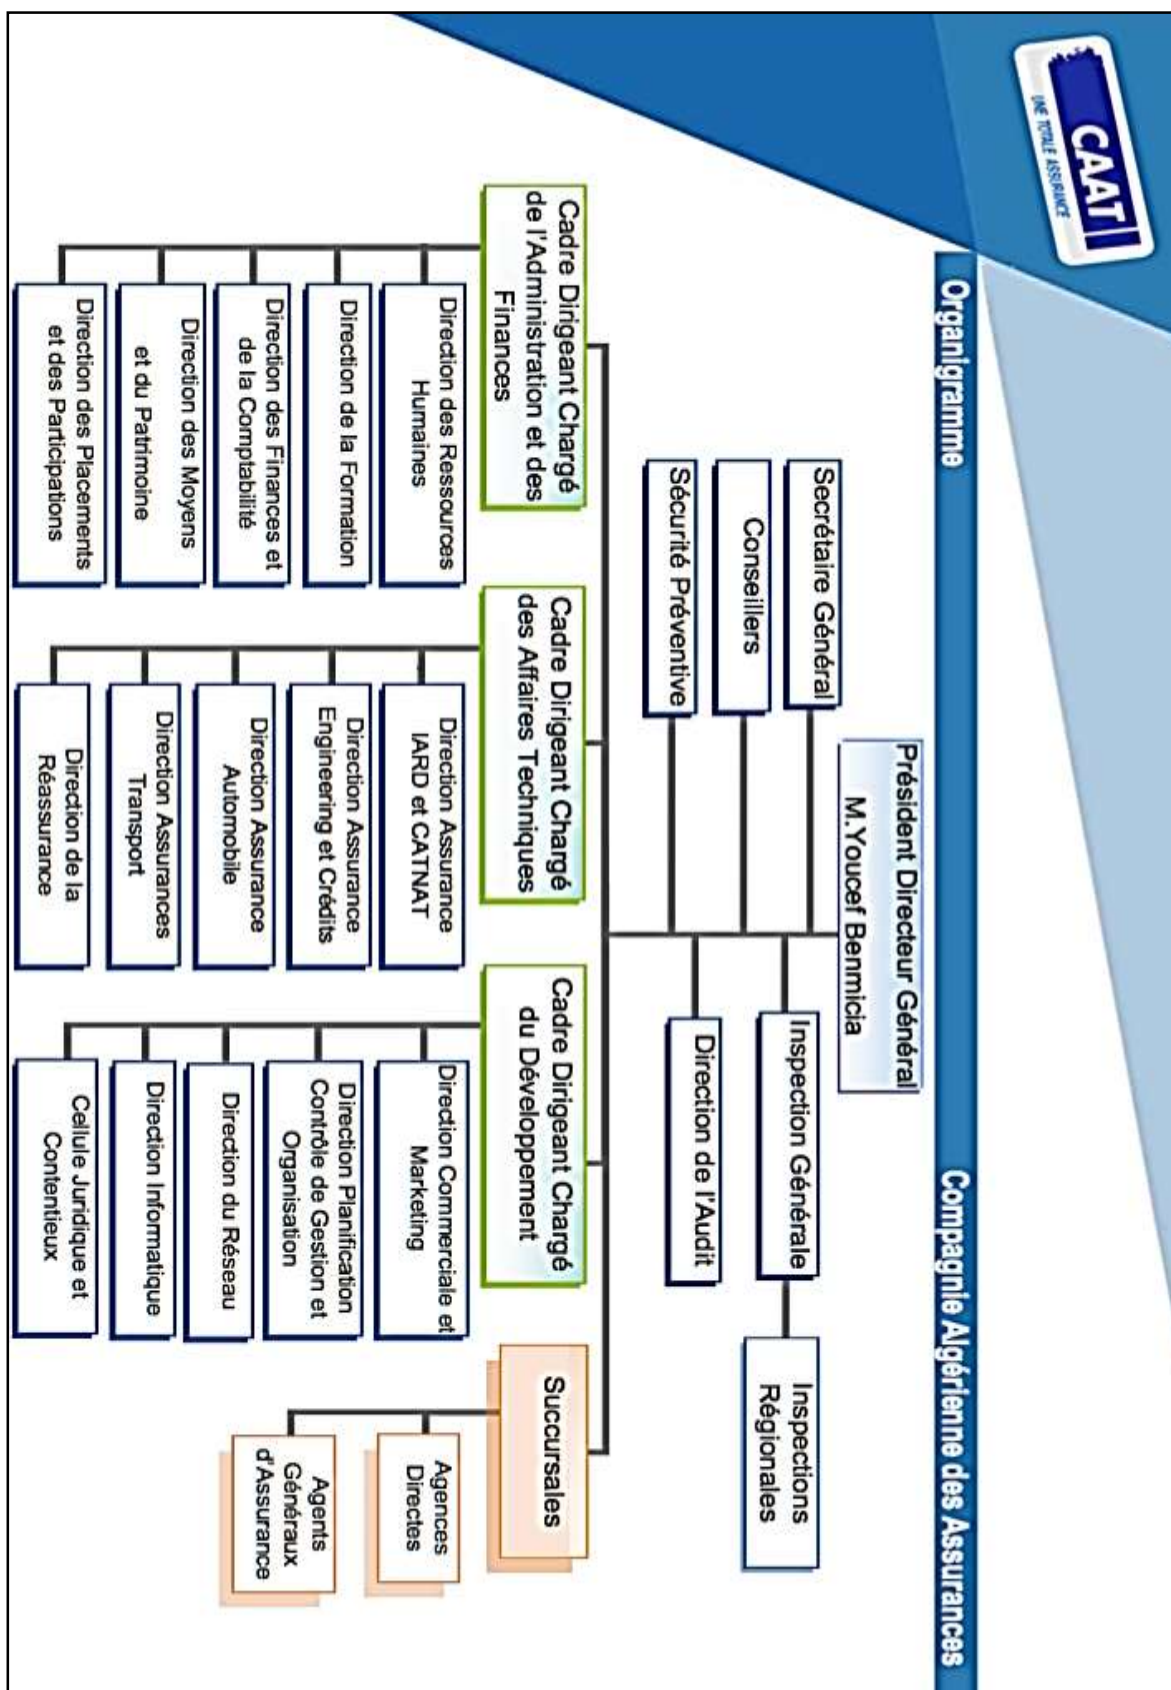 CAAT
UNE TOTALE ASSURANCE
Organigramme
Compagnie Algérienne des Assurances
Président Directeur Général
M.Youcef Benmicia
Secrétaire Général
Conseillers
Sécurité Préventive
Inspection Générale
Inspections
Régionales
Direction de l'Audit
Cadre Dirigeant Chargé
de l'Administration et des
Finances
Direction des Ressources
Humaines
Direction de la Formation
Direction des Finances et
de la Comptabilité
Direction des Moyens
et du Patrimoine
Direction des Placements
et des Participations
Cadre Dirigeant Chargé
des Affaires Techniques
Direction Assurance
IARD et CATNAT
Direction Assurance
Engineering et Crédits
Direction Assurance
Automobile
Direction Assurances
Transport
Direction de la
Réassurance
Cadre Dirigeant Chargé
du Développement
Direction Commerciale et
Marketing
Direction Planification
Contrôle de Gestion et
Organisation
Direction du Réseau
Direction Informatique
Cellule Juridique et
Contentieux
Succursales
Agences
Directes
Agents
Généraux
d'Assurance